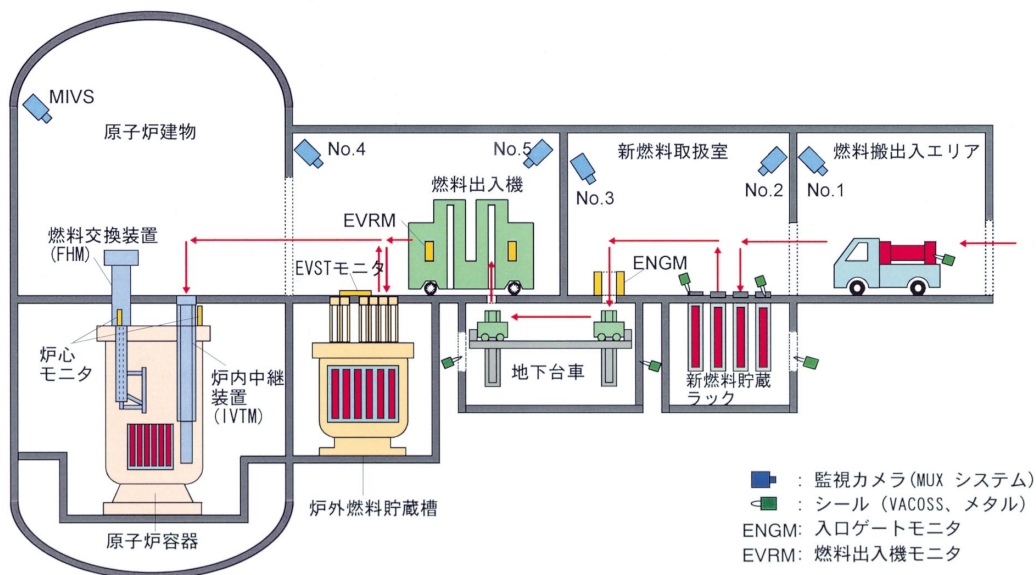 MIVS
原子炉建物
No.4
No.5
燃料出入機
EVRM
新燃料取扱室
No.3
No.2
燃料搬出入エリア
No.1
燃料交換装置
(FHM)
EVSTモニタ
ENGM
炉心
モニタ
炉内中継
装置
(IVTM)
地下台車
新燃料貯蔵
ラック
炉外燃料貯蔵槽
原子炉容器
: 監視カメラ(MUX システム)
: シール (VACOSS、メタル)
ENGM: 入口ゲートモニタ
EVRM: 燃料出入機モニタ